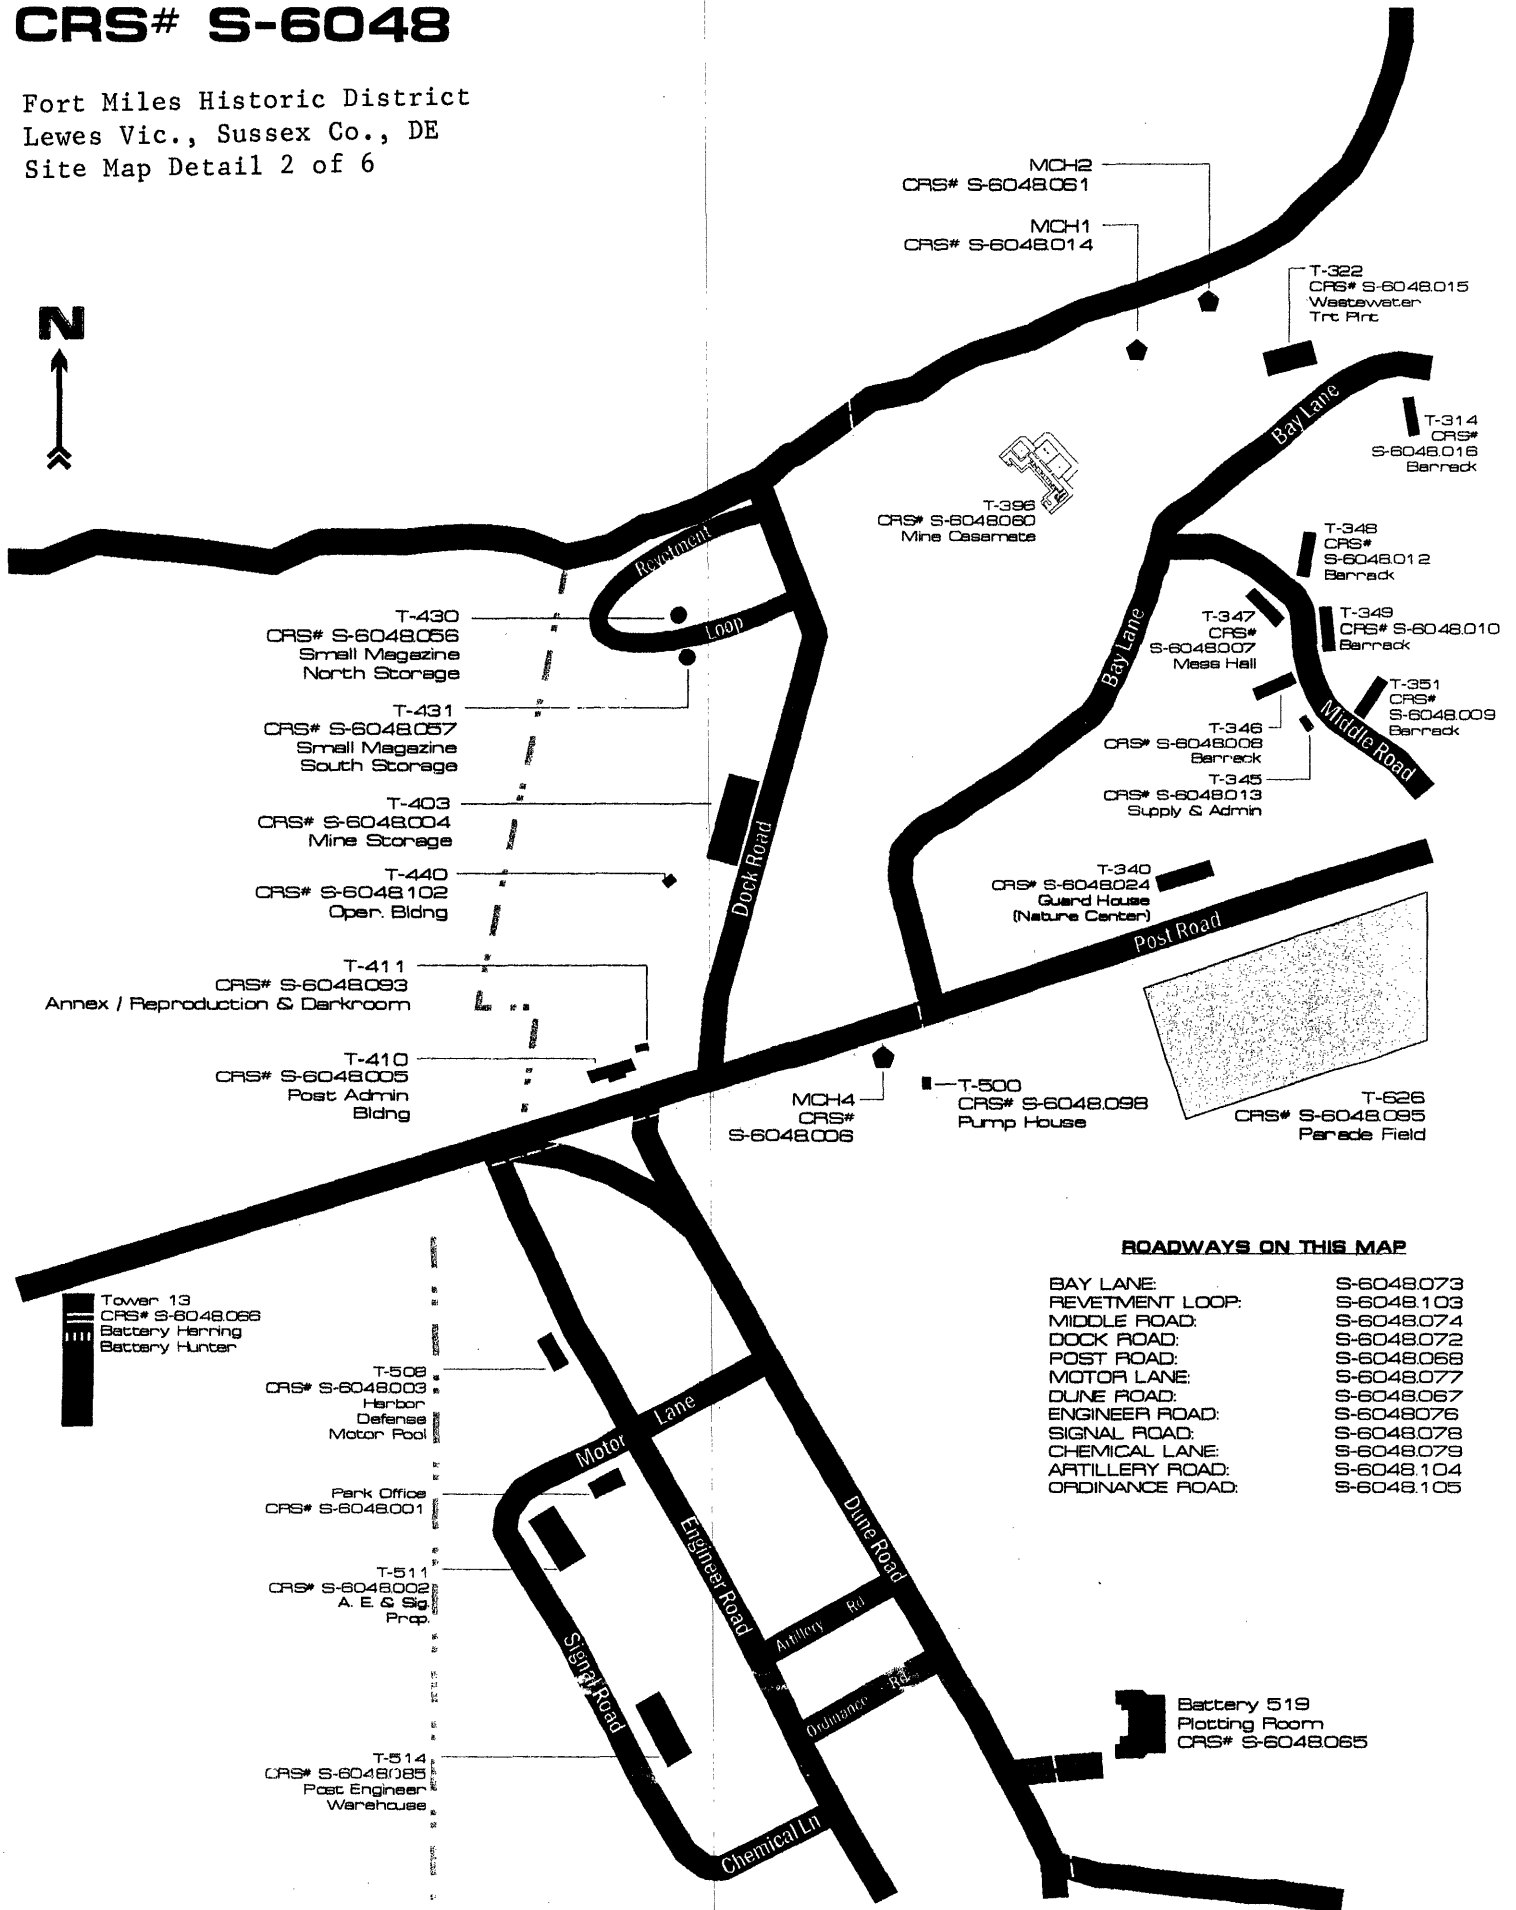 CRS# S-6048
Fort Miles Historic District
Lewes Vic., Sussex Co., DE
Site Map Detail 2 of 6
N
MCH2
CRS# S-6048.061
MCH1
CRS# S-6048.014
T-322
CRS# S-6048.015
Wastewater
Trt Plnt
Bay Lane
T-314
CRS#
S-6048.016
Barrack
T-396
CRS# S-6048.060
Mine Casemate
T-348
CRS#
S-6048.012
Barrack
Revetment
Loop
T-430
CRS# S-6048.056
Small Magazine
North Storage
T-347
CRS#
S-6048.007
Mess Hall
T-349
CRS# S-6048.010
Barrack
Bay Lane
T-351
CRS#
S-6048.009
Barrack
Middle Road
T-431
CRS# S-6048.057
Small Magazine
South Storage
T-346
CRS# S-6048.008
Barrack
T-345
CRS# S-6048.013
Supply & Admin
T-403
CRS# S-6048.004
Mine Storage
Dock Road
T-440
CRS# S-6048.102
Oper. Bldng
T-340
CRS# S-6048.024
Guard House
(Nature Center)
Post Road
T-411
CRS# S-6048.093
Annex / Reproduction & Darkroom
T-410
CRS# S-6048.005
Post Admin
Bldng
MCH4
CRS#
S-6048.006
T-500
CRS# S-6048.098
Pump House
T-626
CRS# S-6048.095
Parade Field
ROADWAYS ON THIS MAP
BAY LANE: S-6048.073
REVETMENT LOOP: S-6048.103
MIDDLE ROAD: S-6048.074
DOCK ROAD: S-6048.072
POST ROAD: S-6048.068
MOTOR LANE: S-6048.077
DUNE ROAD: S-6048.067
ENGINEER ROAD: S-6048076
SIGNAL ROAD: S-6048.078
CHEMICAL LANE: S-6048.079
ARTILLERY ROAD: S-6048.104
ORDINANCE ROAD: S-6048.105
Tower 13
CRS# S-6048.066
Battery Herring
Battery Hunter
T-508
CRS# S-6048.003
Harbor
Defense
Motor Pool
Motor Lane
Park Office
CRS# S-6048.001
Engineer Road
Dune Road
T-511
CRS# S-6048.002
A. E. & Sig.
Prop.
Artillery Rd
Signal Road
Ordinance Rd
Battery 519
Plotting Room
CRS# S-6048.065
T-514
CRS# S-6048.085
Post Engineer
Warehouse
Chemical Ln